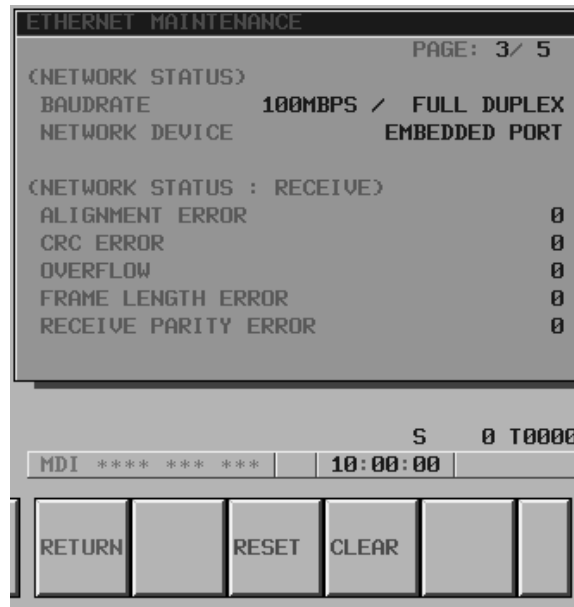 ETHERNET MAINTENANCE
PAGE: 3/ 5
(NETWORK STATUS)
BAUDRATE 100MBPS / FULL DUPLEX
NETWORK DEVICE EMBEDDED PORT
(NETWORK STATUS : RECEIVE)
ALIGNMENT ERROR 0
CRC ERROR 0
OVERFLOW 0
FRAME LENGTH ERROR 0
RECEIVE PARITY ERROR 0
S 0 T0000
MDI **** *** *** 10:00:00
RETURN RESET CLEAR